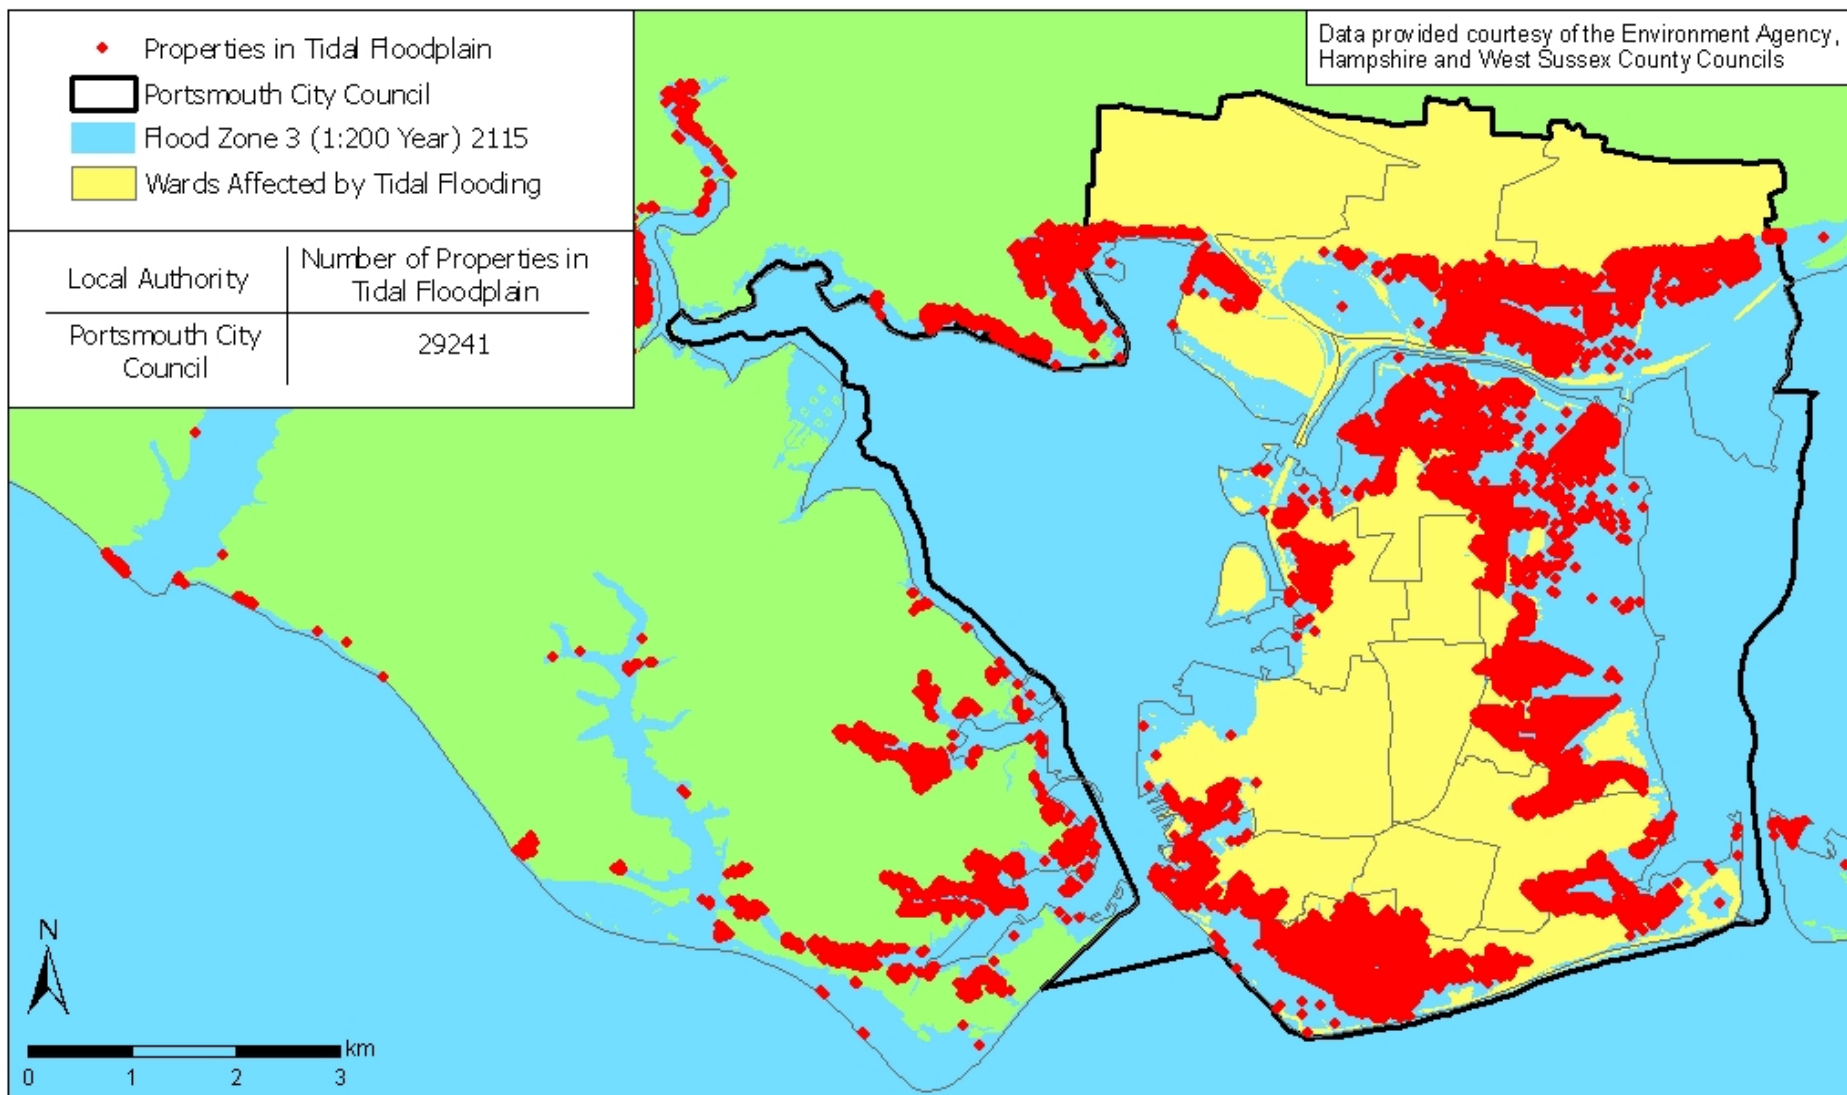 Properties in Tidal Floodplain
Portsmouth City Council
Flood Zone 3 (1:200 Year) 2115
Wards Affected by Tidal Flooding
Local Authority
Number of Properties in
Tidal Floodplain
Portsmouth City
Council
29241
Data provided courtesy of the Environment Agency,
Hampshire and West Sussex County Councils
N
km
0 1 2 3